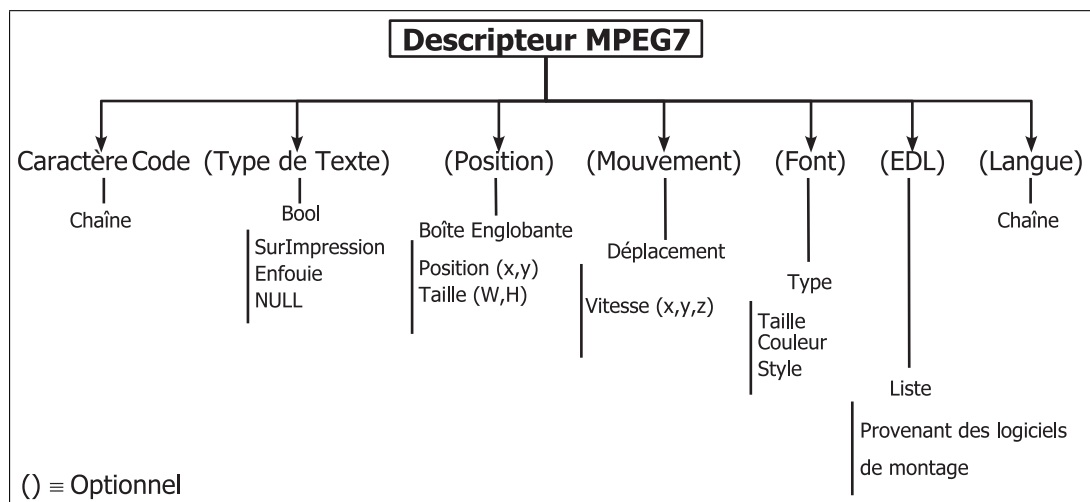 Descripteur MPEG7
Caractère Code (Type de Texte) (Position) (Mouvement) (Font) (EDL) (Langue)
Chaîne
Bool
SurImpression
Enfouie
NULL
Boîte Englobante
Position (x,y)
Taille (W,H)
Déplacement
Vitesse (x,y,z)
Type
Taille
Couleur
Style
Liste
Provenant des logiciels
de montage
Chaîne
() ≡ Optionnel